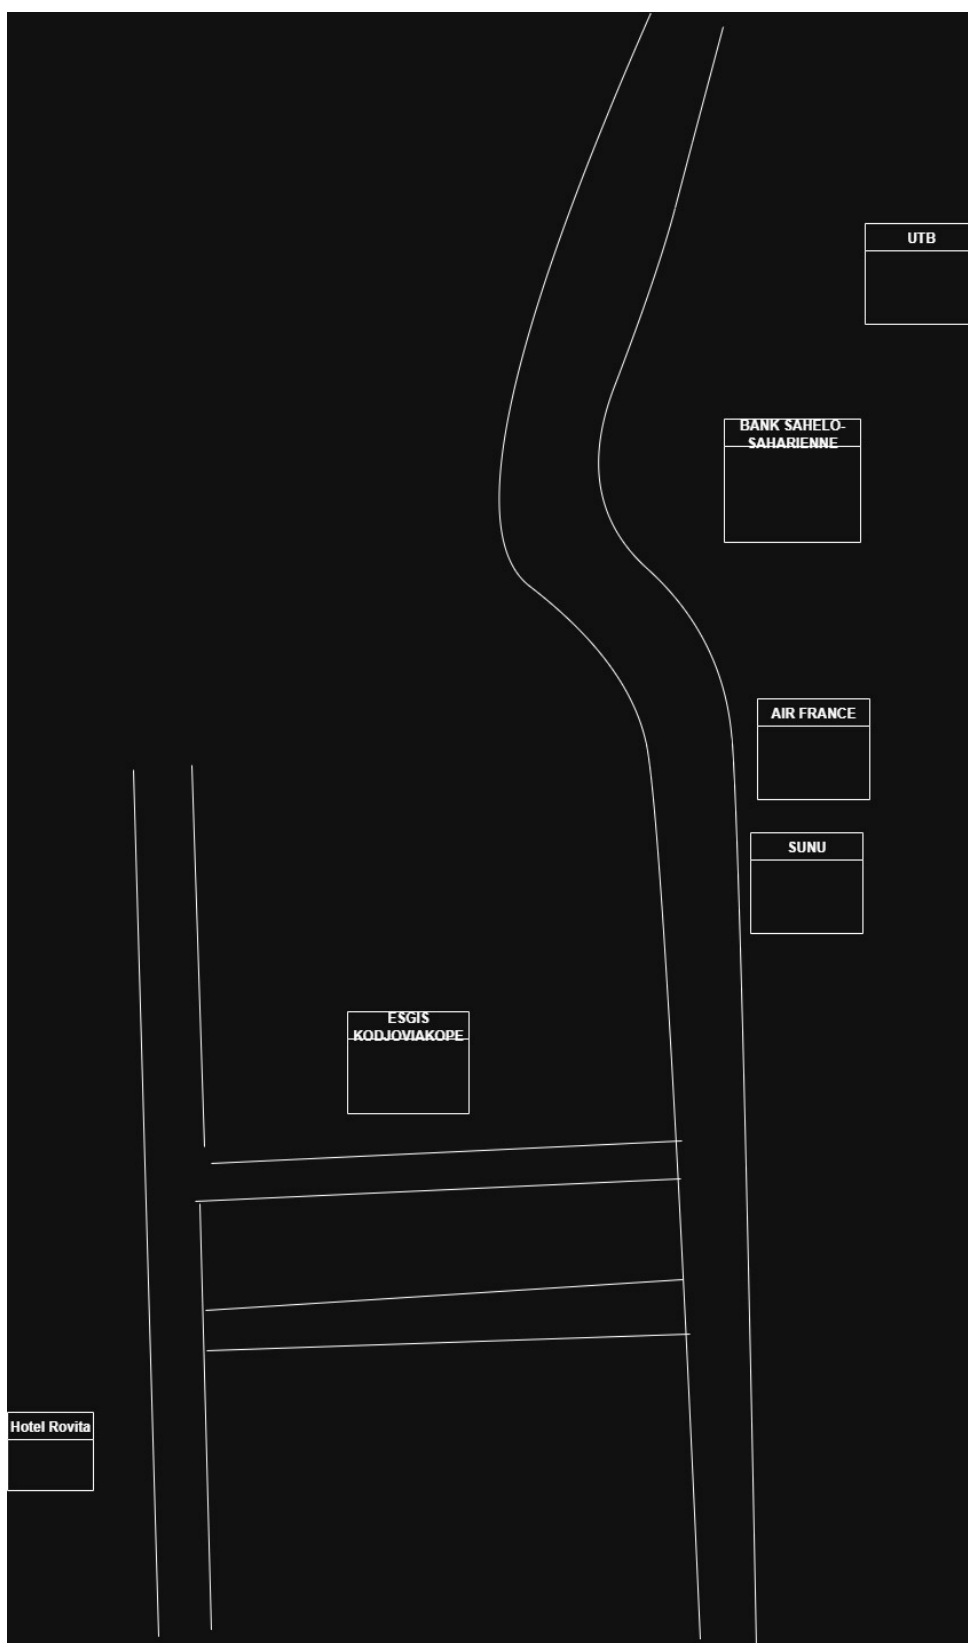 UTB
BANK SAHELO-
SAHARIENNE
AIR FRANCE
SUNU
ESGIS
KODJOVIAKOPE
Hotel Rovita